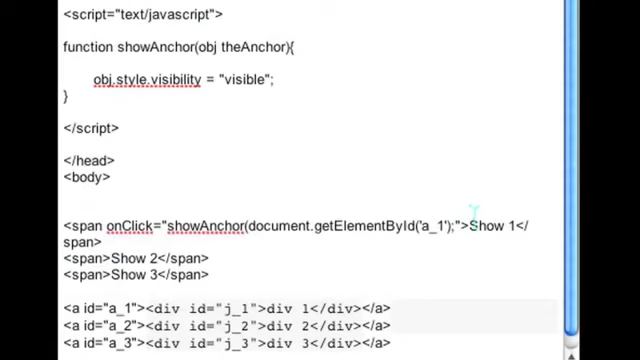 <script="text/javascript">
function showAnchor(obj theAnchor){
obj.style.visibility = "visible";
}
</script>
</head>
<body>
<span onClick="showAnchor(document.getElementById('a_1');">Show 1</
span>
<span>Show 2</span>
<span>Show 3</span>
<a id="a_1"><div id="j_1">div 1</div></a>
<a id="a_2"><div id="j_2">div 2</div></a>
<a id="a_3"><div id="j_3">div 3</div></a>